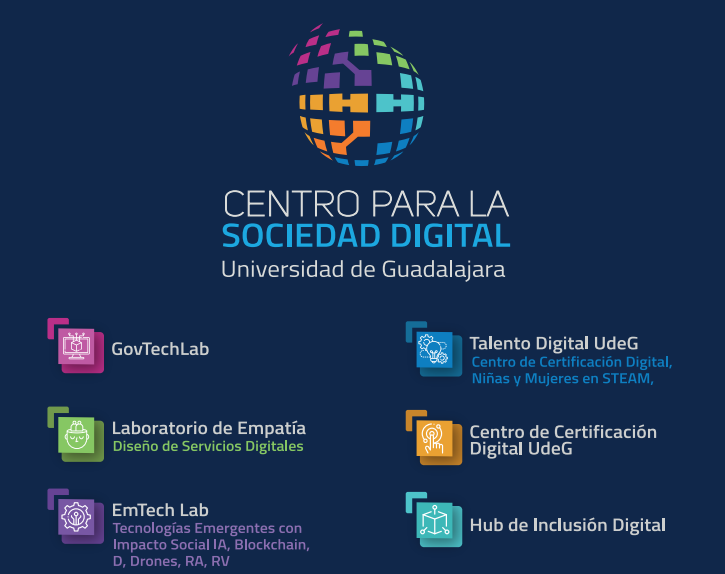 CENTRO PARA LA
SOCIEDAD DIGITAL
Universidad de Guadalajara
GovTechLab
Laboratorio de Empatía
Diseño de Servicios Digitales
EmTech Lab
Tecnologías Emergentes con
Impacto Social IA, Blockchain,
D, Drones, RA, RV
Talento Digital UdeG
Centro de Certificación Digital,
Niñas y Mujeres en STEAM,
Centro de Certificación
Digital UdeG
Hub de Inclusión Digital